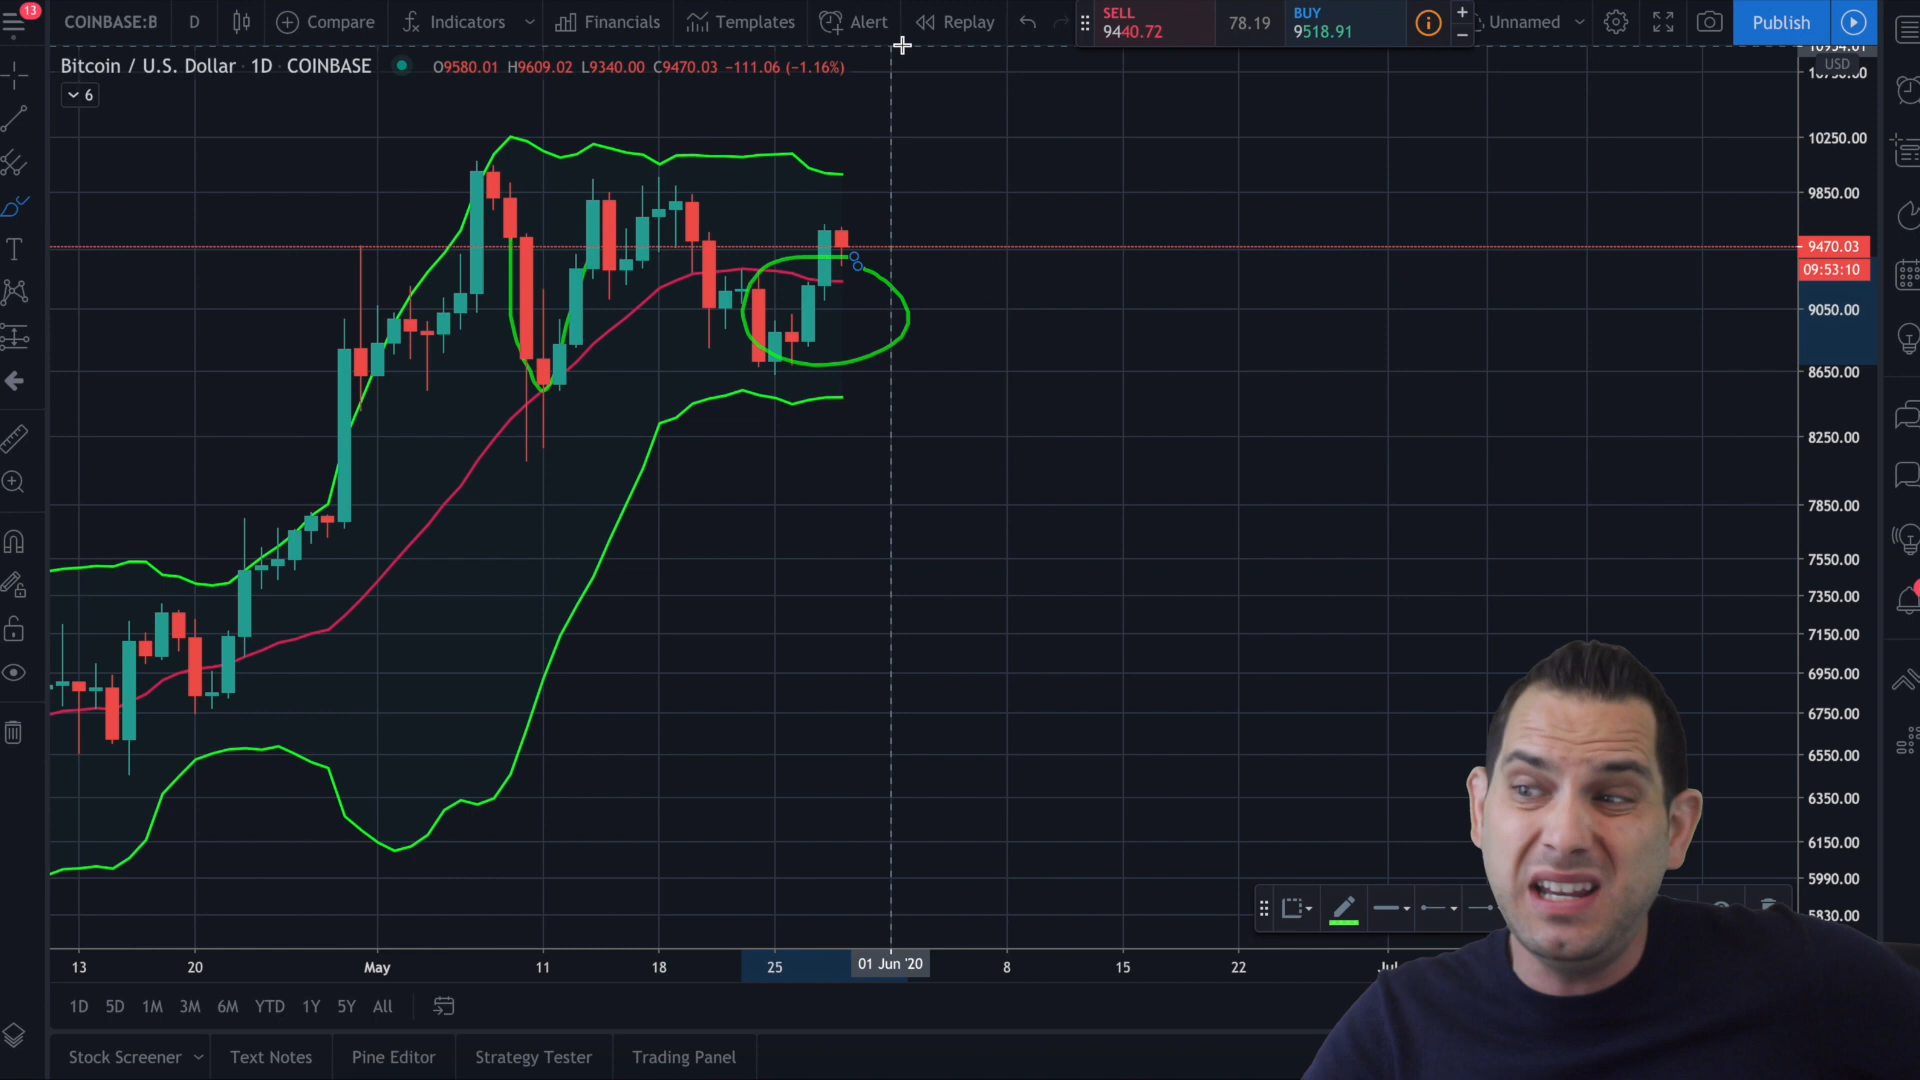 13
COINBASE:B D Compare Indicators Financials Templates Alert Replay
SELL
9440.72
78.19
BUY
9518.91
Unnamed
Publish
Bitcoin / U.S. Dollar · 1D · COINBASE O9580.01 H9609.02 L9340.00 C9470.03 −111.06 (−1.16%)
6
USD
10250.00
9850.00
9470.03
09:53:10
9050.00
8650.00
8250.00
7850.00
7550.00
7350.00
7150.00
6950.00
6750.00
6550.00
6350.00
6150.00
5990.00
5830.00
13 20 May 11 18 25 01 Jun '20 8 15 22
1D 5D 1M 3M 6M YTD 1Y 5Y All
Stock Screener Text Notes Pine Editor Strategy Tester Trading Panel